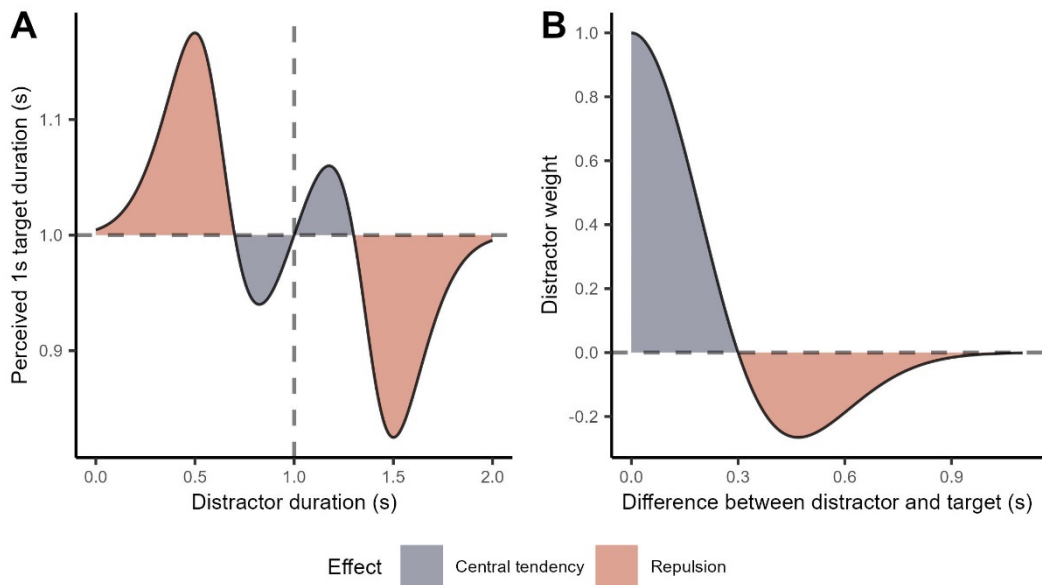 A
Perceived 1s target duration (s)
1.1
1.0
0.9
0.0 0.5 1.0 1.5 2.0
Distractor duration (s)
B
Distractor weight
1.0
0.8
0.6
0.4
0.2
0.0
-0.2
0.0 0.3 0.6 0.9
Difference between distractor and target (s)
Effect Central tendency Repulsion